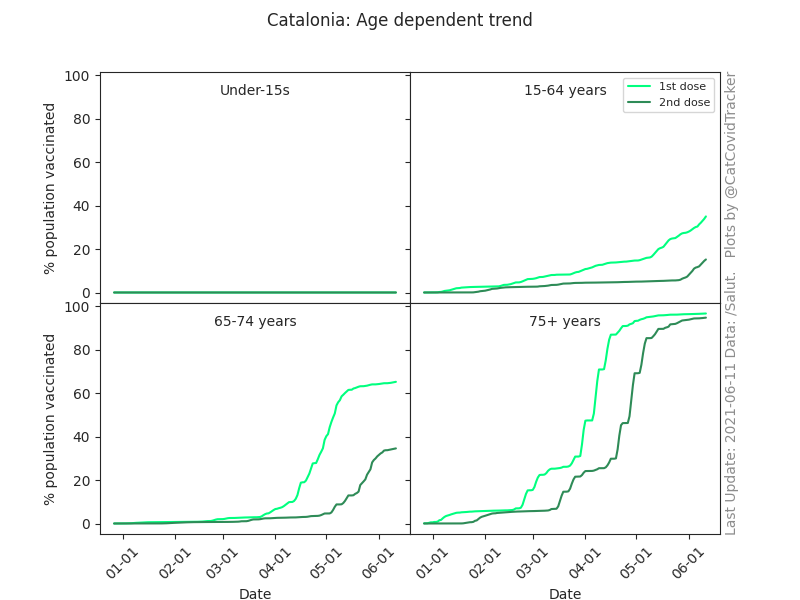 Catalonia: Age dependent trend
Under-15s
15-64 years
1st dose
2nd dose
% population vaccinated
100
80
60
40
20
0
65-74 years
75+ years
% population vaccinated
100
80
60
40
20
0
01-01
02-01
03-01
04-01
05-01
06-01
Date
01-01
02-01
03-01
04-01
05-01
06-01
Date
Last Update: 2021-06-11 Data: /Salut. Plots by @CatCovidTracker